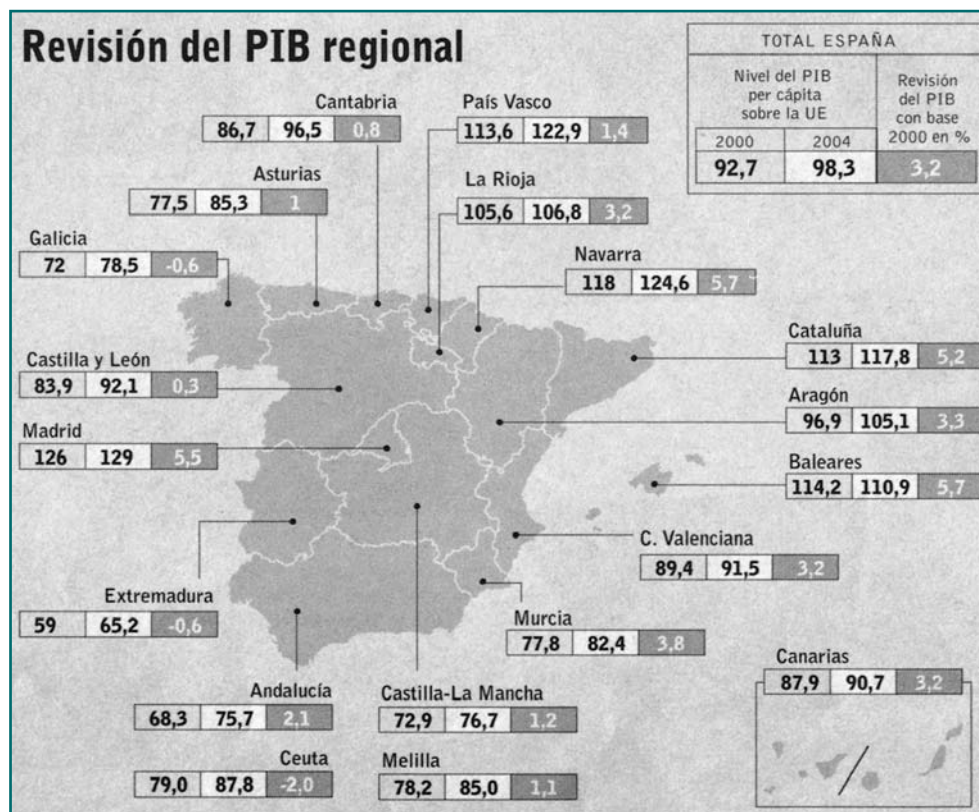 Revisión del PIB regional
TOTAL ESPAÑA
Nivel del PIB
per cápita
sobre la UE
Revisión
del PIB
con base
2000 en %
2000 2004
92,7 98,3 3,2
Cantabria
86,7 96,5 0,8
País Vasco
113,6 122,9 1,4
Asturias
77,5 85,3 1
La Rioja
105,6 106,8 3,2
Galicia
72 78,5 -0,6
Navarra
118 124,6 5,7
Cataluña
113 117,8 5,2
Castilla y León
83,9 92,1 0,3
Aragón
96,9 105,1 3,3
Madrid
126 129 5,5
Baleares
114,2 110,9 5,7
C. Valenciana
89,4 91,5 3,2
Extremadura
59 65,2 -0,6
Murcia
77,8 82,4 3,8
Canarias
87,9 90,7 3,2
Andalucía
68,3 75,7 2,1
Castilla-La Mancha
72,9 76,7 1,2
Ceuta
79,0 87,8 -2,0
Melilla
78,2 85,0 1,1